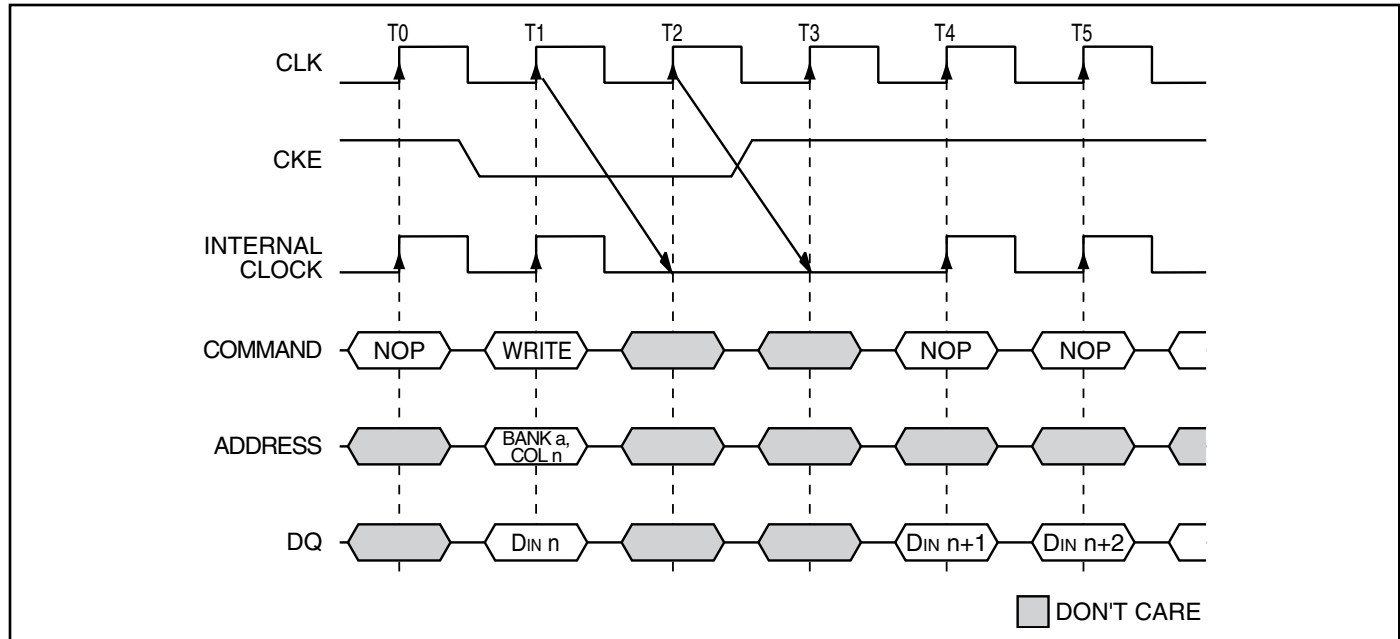 T0 T1 T2 T3 T4 T5
CLK
CKE
INTERNAL
CLOCK
COMMAND NOP WRITE NOP NOP
ADDRESS BANK a,
COL n
DQ DIN n DIN n+1 DIN n+2
DON'T CARE